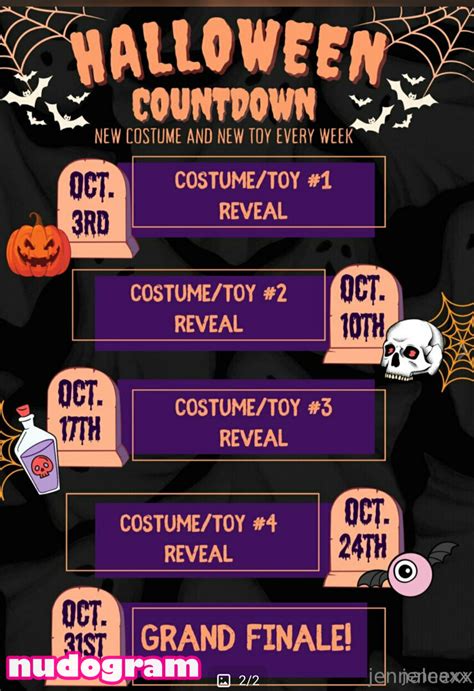 HALLOWEEN
COUNTDOWN
NEW COSTUME AND NEW TOY EVERY WEEK
OCT.
3RD
COSTUME/TOY #1
REVEAL
COSTUME/TOY #2
REVEAL
OCT.
10TH
OCT.
17TH
COSTUME/TOY #3
REVEAL
COSTUME/TOY #4
REVEAL
OCT.
24TH
OCT.
31ST
GRAND FINALE!
nudogram
2/2